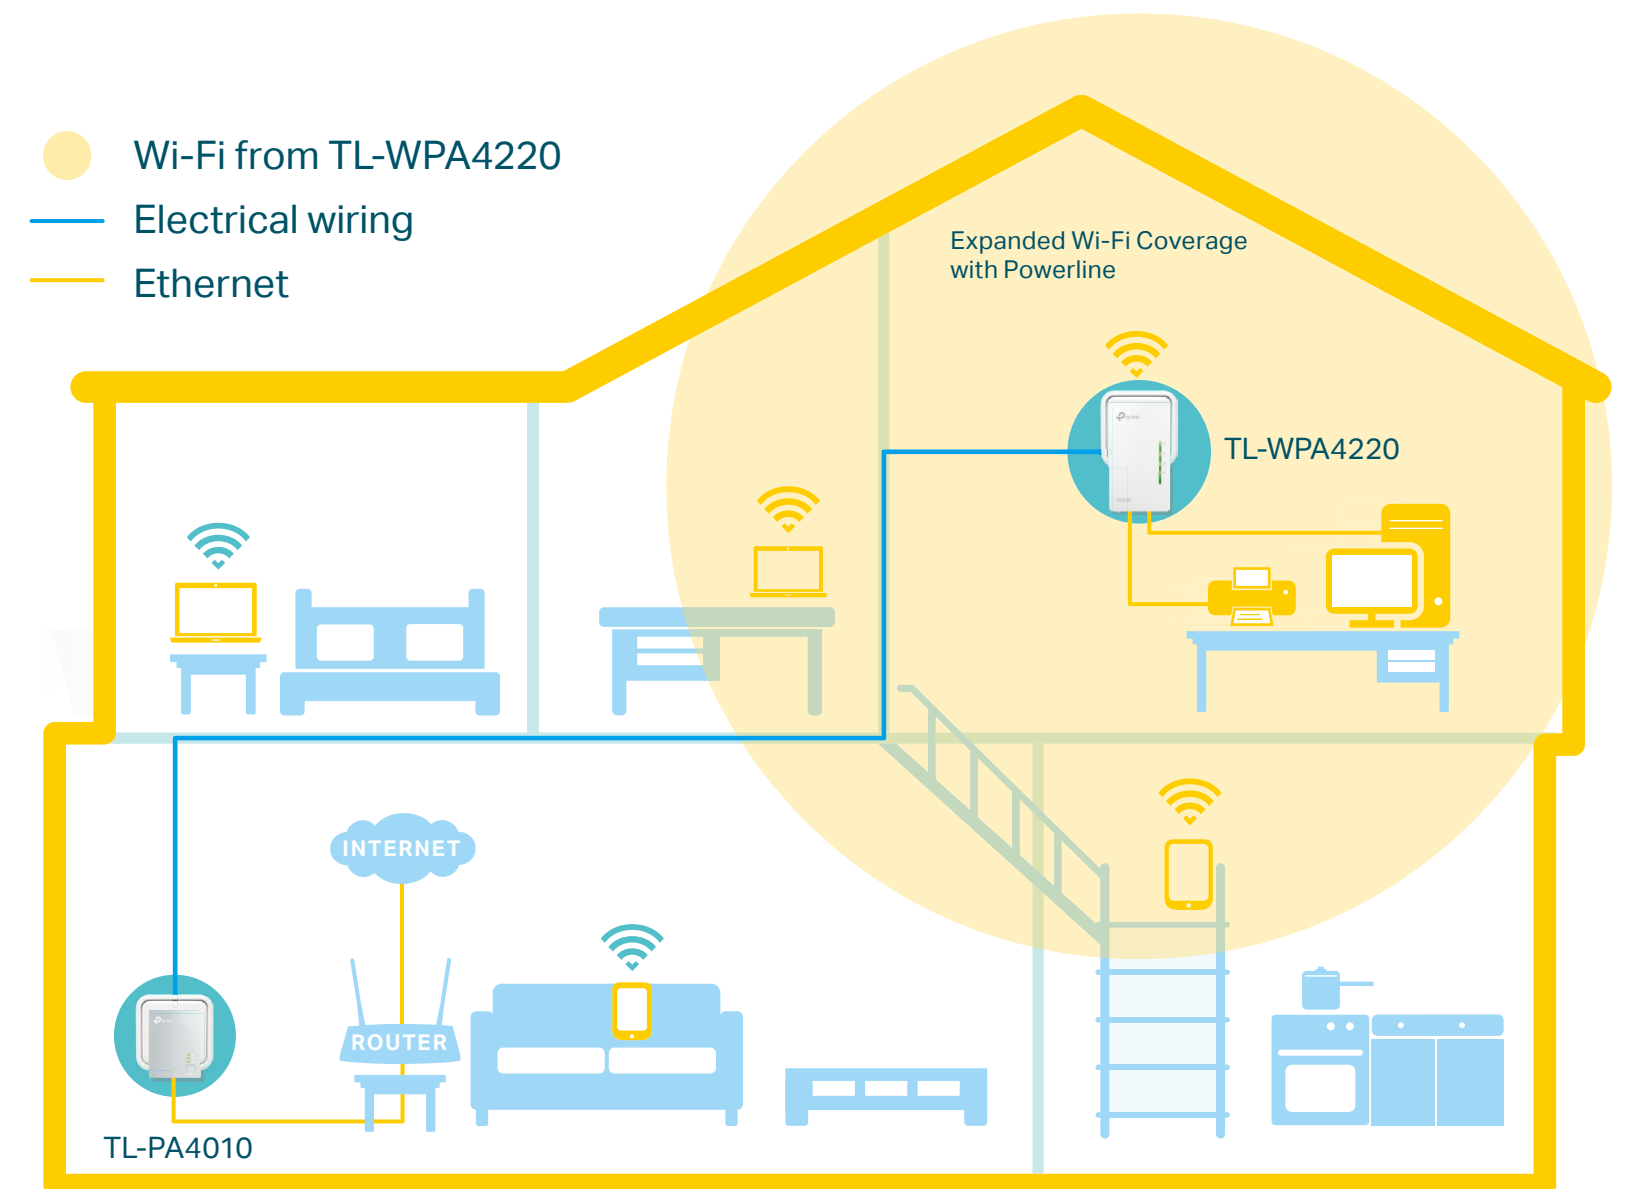 Wi-Fi from TL-WPA4220
Electrical wiring
Ethernet
Expanded Wi-Fi Coverage
with Powerline
TL-WPA4220
INTERNET
ROUTER
TL-PA4010